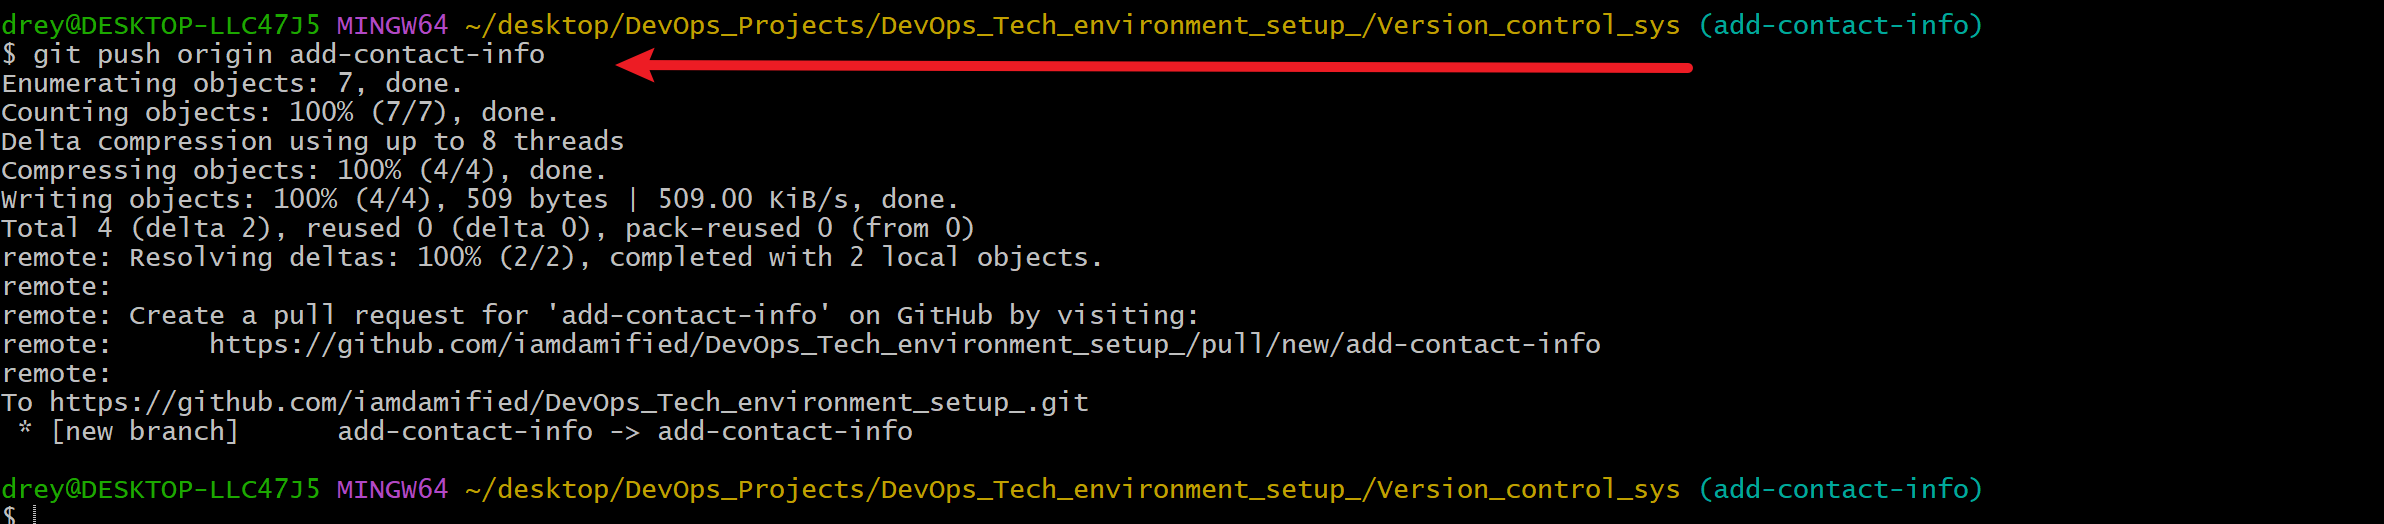 drey@DESKTOP-LLC47J5 MINGW64 ~/desktop/DevOps_Projects/DevOps_Tech_environment_setup_/Version_control_sys (add-contact-info)
$ git push origin add-contact-info
Enumerating objects: 7, done.
Counting objects: 100% (7/7), done.
Delta compression using up to 8 threads
Compressing objects: 100% (4/4), done.
Writing objects: 100% (4/4), 509 bytes | 509.00 KiB/s, done.
Total 4 (delta 2), reused 0 (delta 0), pack-reused 0 (from 0)
remote: Resolving deltas: 100% (2/2), completed with 2 local objects.
remote:
remote: Create a pull request for 'add-contact-info' on GitHub by visiting:
remote:      https://github.com/iamdamified/DevOps_Tech_environment_setup_/pull/new/add-contact-info
remote:
To https://github.com/iamdamified/DevOps_Tech_environment_setup_.git
 * [new branch]      add-contact-info -> add-contact-info
drey@DESKTOP-LLC47J5 MINGW64 ~/desktop/DevOps_Projects/DevOps_Tech_environment_setup_/Version_control_sys (add-contact-info)
$